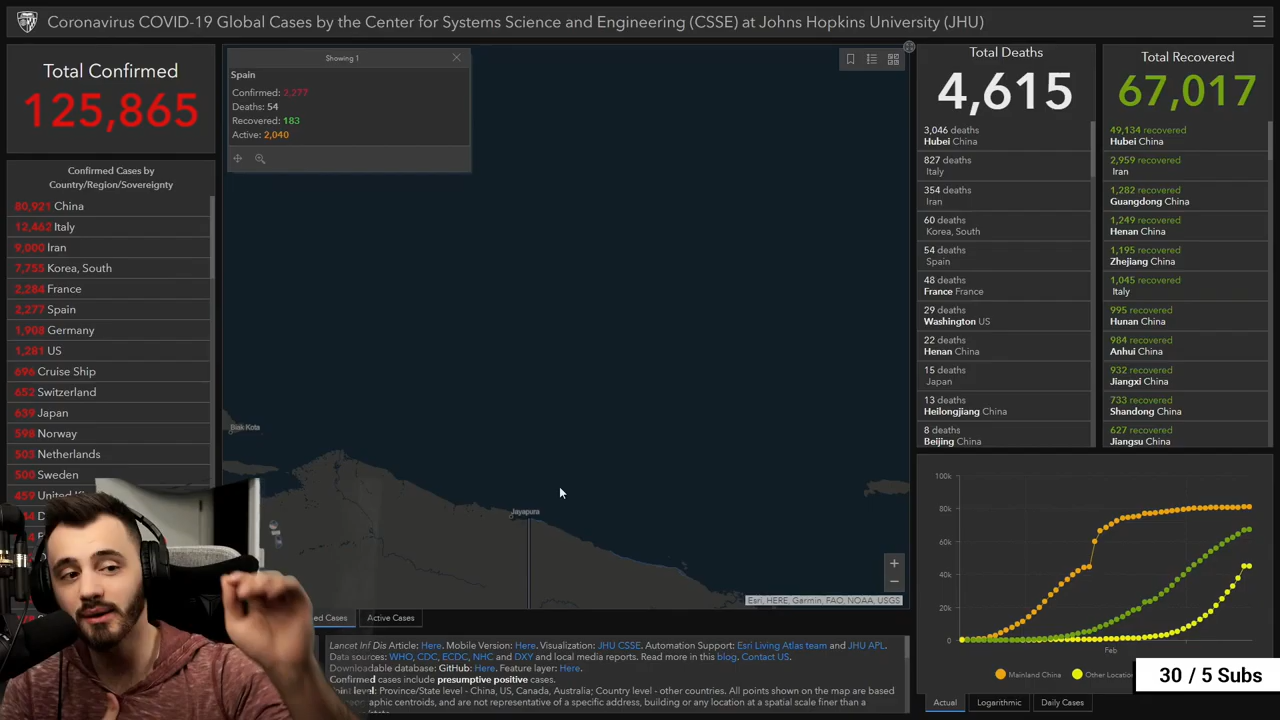 Coronavirus COVID-19 Global Cases by the Center for Systems Science and Engineering (CSSE) at Johns Hopkins University (JHU)
Total Confirmed
125,865
Confirmed Cases by
Country/Region/Sovereignty
80,921 China
12,462 Italy
9,000 Iran
7,755 Korea, South
2,284 France
2,277 Spain
1,908 Germany
1,281 US
696 Cruise Ship
652 Switzerland
639 Japan
598 Norway
503 Netherlands
500 Sweden
459
Showing 1
Spain
Confirmed: 2,277
Deaths: 54
Recovered: 183
Active: 2,040
Biak Kota
Jayapura
Esri, HERE, Garmin, FAO, NOAA, USGS
Cases
Active Cases
Lancet Inf Dis Article: Here. Mobile Version: Here. Visualization: JHU CSSE. Automation Support: Esri Living Atlas team and JHU APL.
Data sources: WHO, CDC, ECDC, NHC and DXY and local media reports. Read more in this blog. Contact US.
Downloadable database: GitHub: Here. Feature layer: Here.
Confirmed cases include presumptive positive cases.
level: Province/State level - China, US, Canada, Australia; Country level - other countries. All points shown on the map are based
centroids, and are not representative of a specific address, building or any location at a spatial scale finer than a
Total Deaths
4,615
3,046 deaths
Hubei China
827 deaths
Italy
354 deaths
Iran
60 deaths
Korea, South
54 deaths
Spain
48 deaths
France France
29 deaths
Washington US
22 deaths
Henan China
15 deaths
Japan
13 deaths
Heilongjiang China
8 deaths
Beijing China
Total Recovered
67,017
49,134 recovered
Hubei China
2,959 recovered
Iran
1,282 recovered
Guangdong China
1,249 recovered
Henan China
1,195 recovered
Zhejiang China
1,045 recovered
Italy
995 recovered
Hunan China
984 recovered
Anhui China
932 recovered
Jiangxi China
733 recovered
Shandong China
627 recovered
Jiangsu China
100k
80k
60k
40k
20k
0
Feb
Mainland China
Other Locatio
Actual
Logarithmic
Daily Cases
30 / 5 Subs